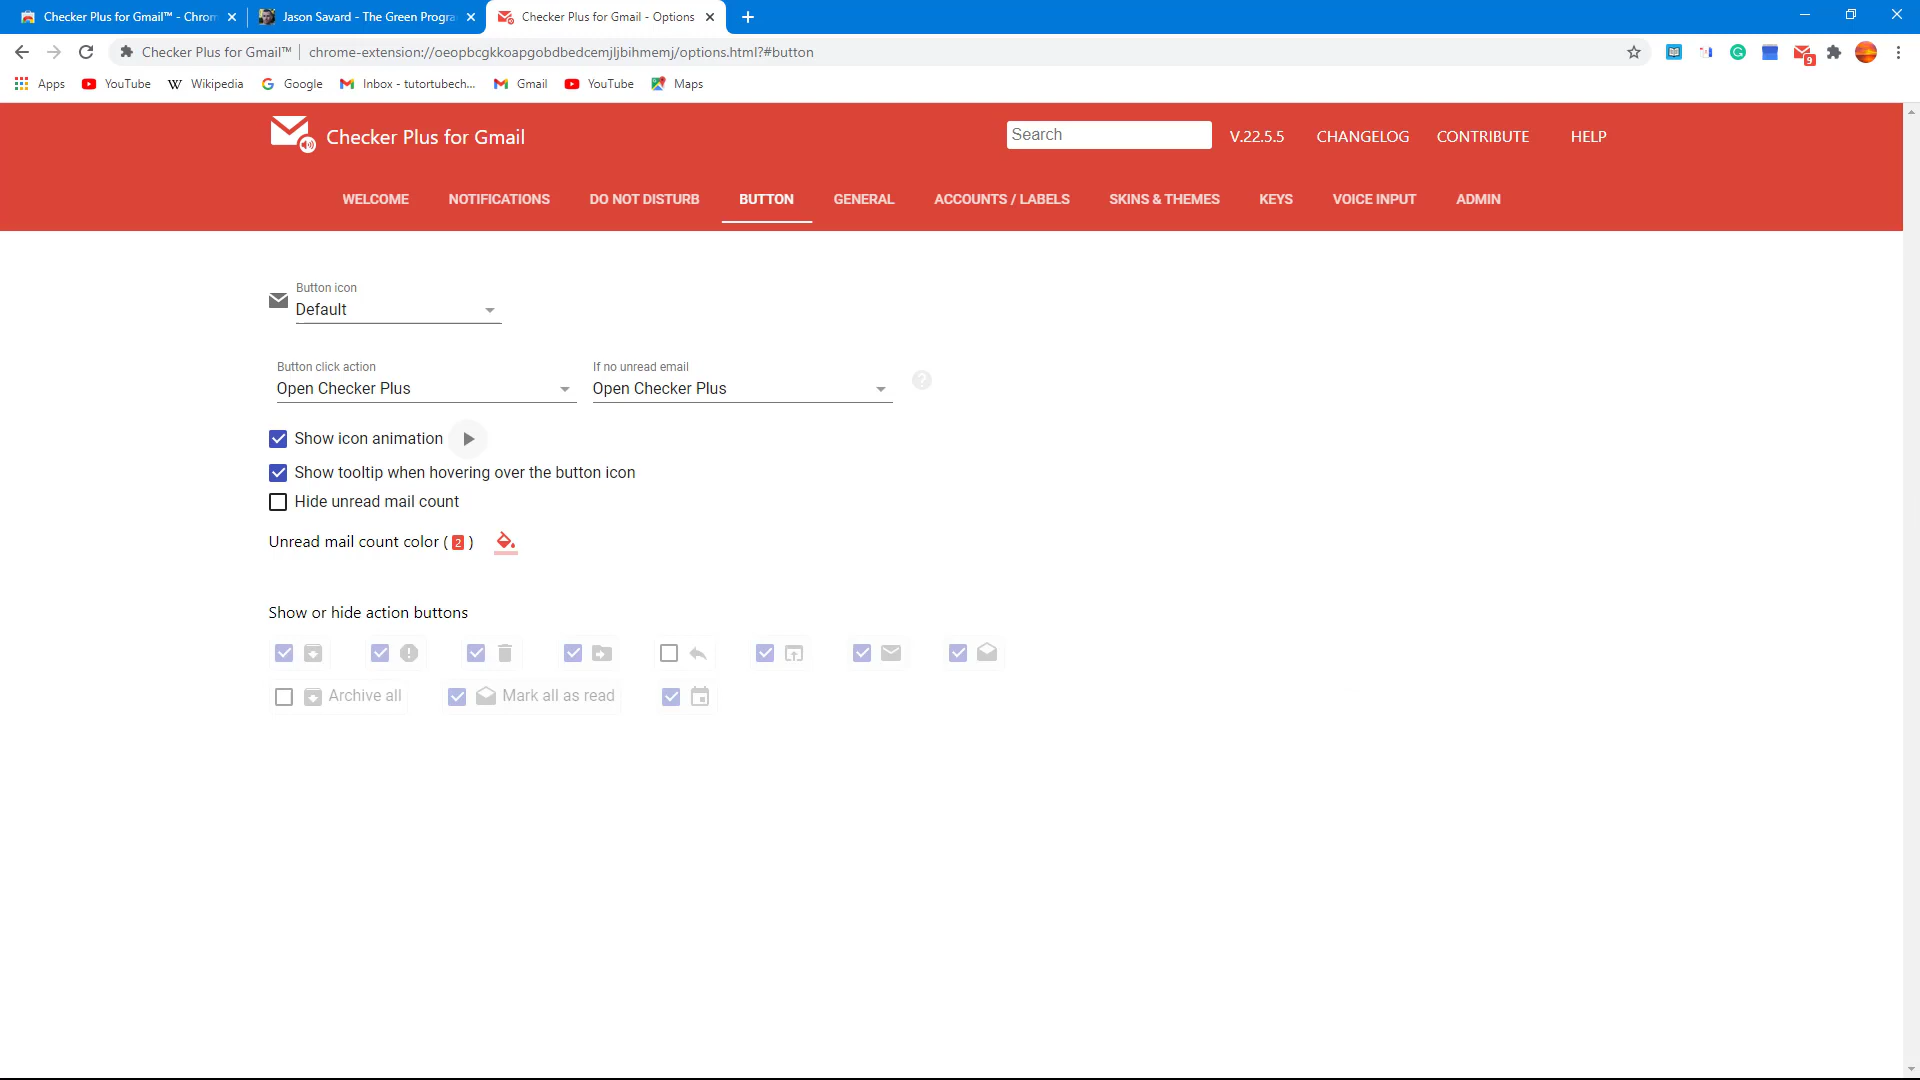 Checker Plus for Gmail™ - Chrom
Jason Savard - The Green Progra
Checker Plus for Gmail - Options
Checker Plus for Gmail™ | chrome-extension://oeopbcgkkoapgobdbedcemjljbihmemj/options.html?#button
9
Apps YouTube Wikipedia Google Inbox - tutortubech... Gmail YouTube Maps
Checker Plus for Gmail
Search V.22.5.5 CHANGELOG CONTRIBUTE HELP
WELCOME NOTIFICATIONS DO NOT DISTURB BUTTON GENERAL ACCOUNTS / LABELS SKINS & THEMES KEYS VOICE INPUT ADMIN
Button icon
Default
Button click action If no unread email
Open Checker Plus Open Checker Plus ?
Show icon animation
Show tooltip when hovering over the button icon
Hide unread mail count
Unread mail count color ( 2 )
Show or hide action buttons
Archive all Mark all as read